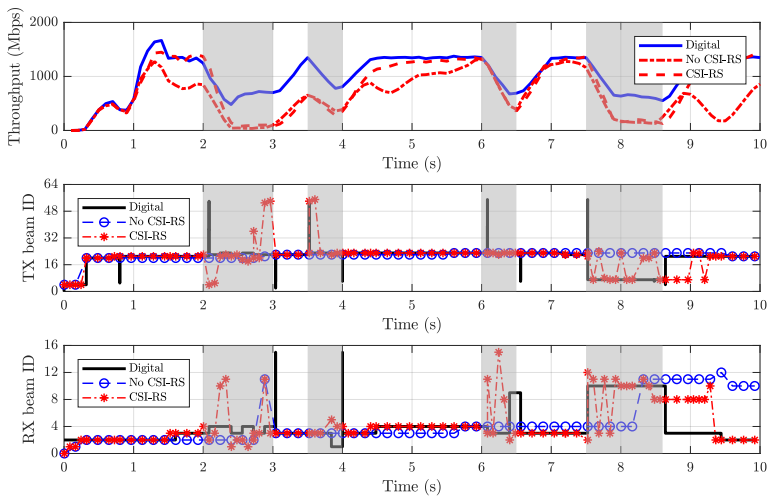 Throughput (Mbps)
2000
1000
0
Digital
No CSI-RS
CSI-RS
0 1 2 3 4 5 6 7 8 9 10
Time (s)
TX beam ID
64
48
32
16
0
Digital
No CSI-RS
CSI-RS
0 1 2 3 4 5 6 7 8 9 10
Time (s)
RX beam ID
16
12
8
4
0
Digital
No CSI-RS
CSI-RS
0 1 2 3 4 5 6 7 8 9 10
Time (s)